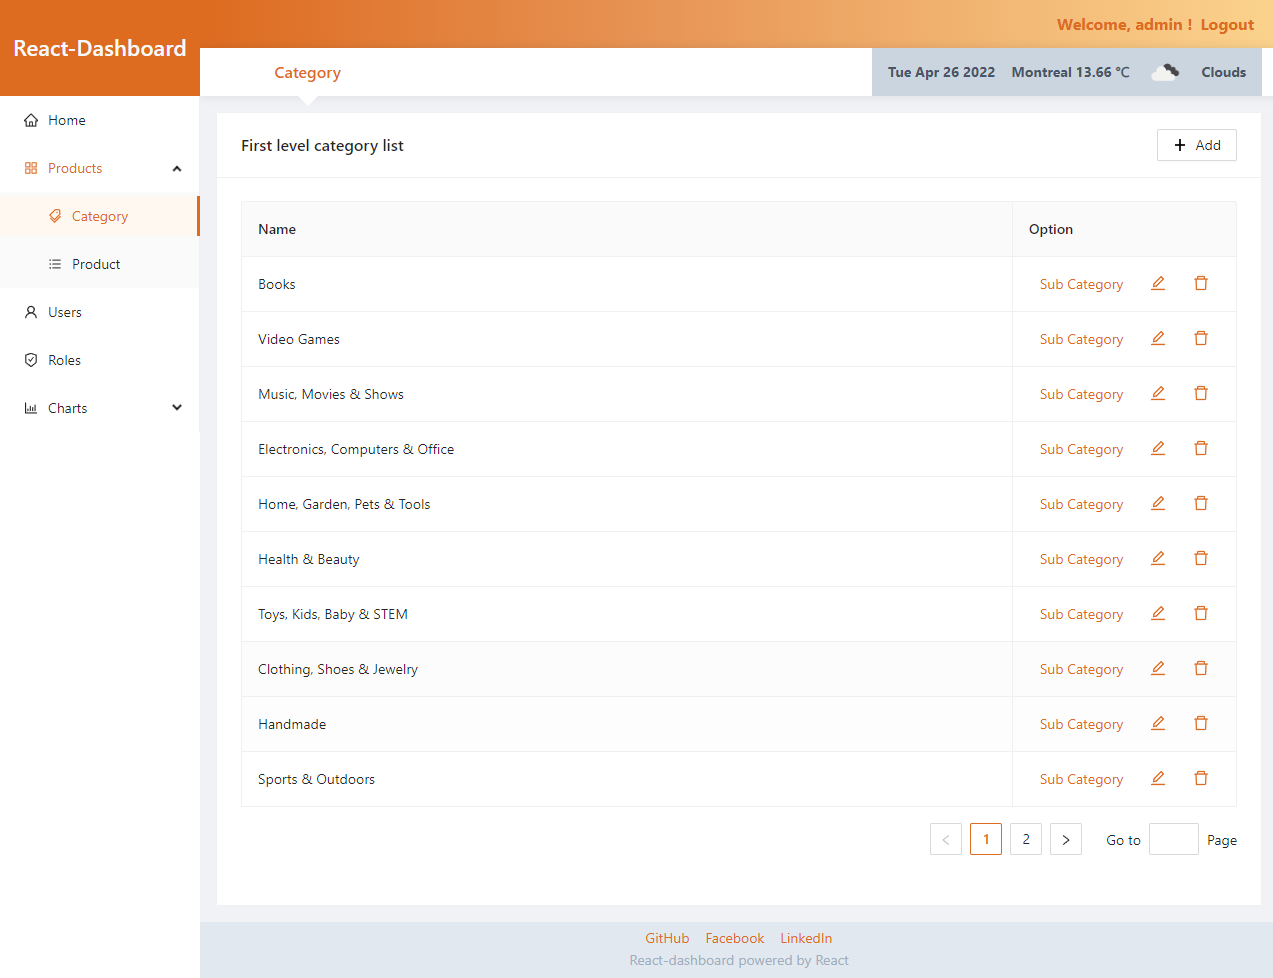 React-Dashboard
Welcome, admin ! Logout
Category
Tue Apr 26 2022 Montreal 13.66 ℃ Clouds
Home
Products
Category
Product
Users
Roles
Charts
First level category list
Add
Name Option
Books Sub Category
Video Games Sub Category
Music, Movies & Shows Sub Category
Electronics, Computers & Office Sub Category
Home, Garden, Pets & Tools Sub Category
Health & Beauty Sub Category
Toys, Kids, Baby & STEM Sub Category
Clothing, Shoes & Jewelry Sub Category
Handmade Sub Category
Sports & Outdoors Sub Category
< 1 2 > Go to Page
GitHub Facebook LinkedIn
React-dashboard powered by React